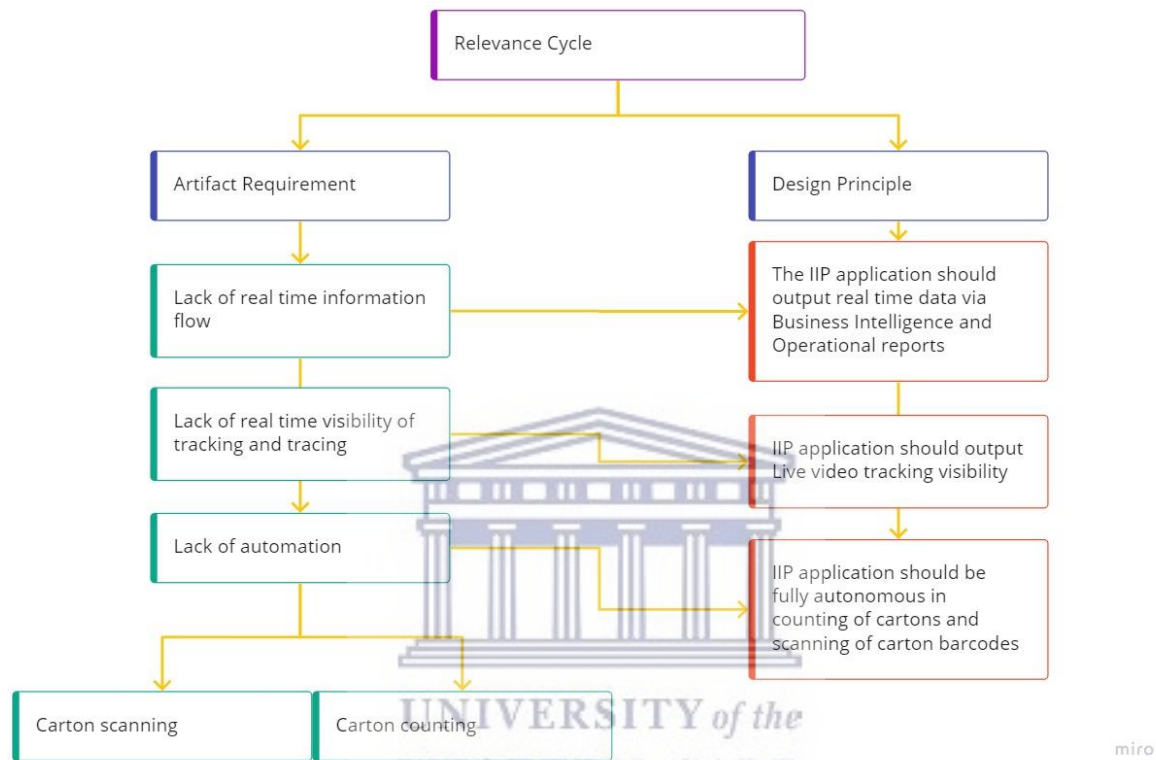 Relevance Cycle
Artifact Requirement
Design Principle
Lack of real time information
flow
The IIP application should
output real time data via
Business Intelligence and
Operational reports
Lack of real time visibility of
tracking and tracing
IIP application should output
Live video tracking visibility
Lack of automation
IIP application should be
fully autonomous in
counting of cartons and
scanning of carton barcodes
Carton scanning
Carton counting
UNIVERSITY of the
miro